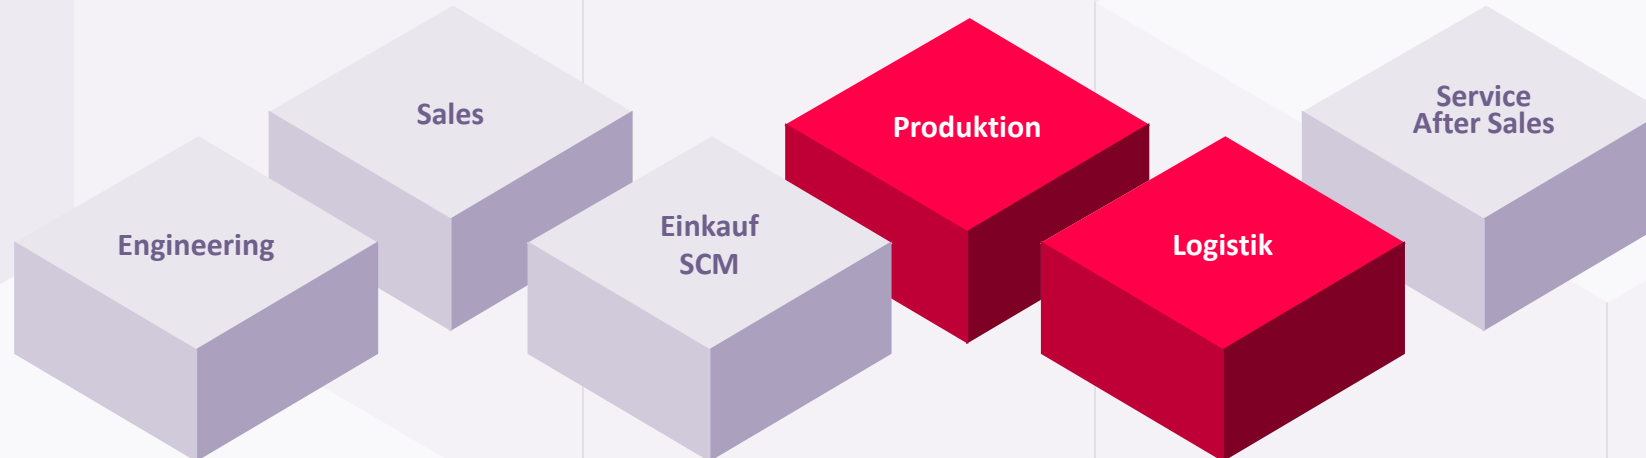 Engineering
Sales
Einkauf
SCM
Produktion
Logistik
Service
After Sales